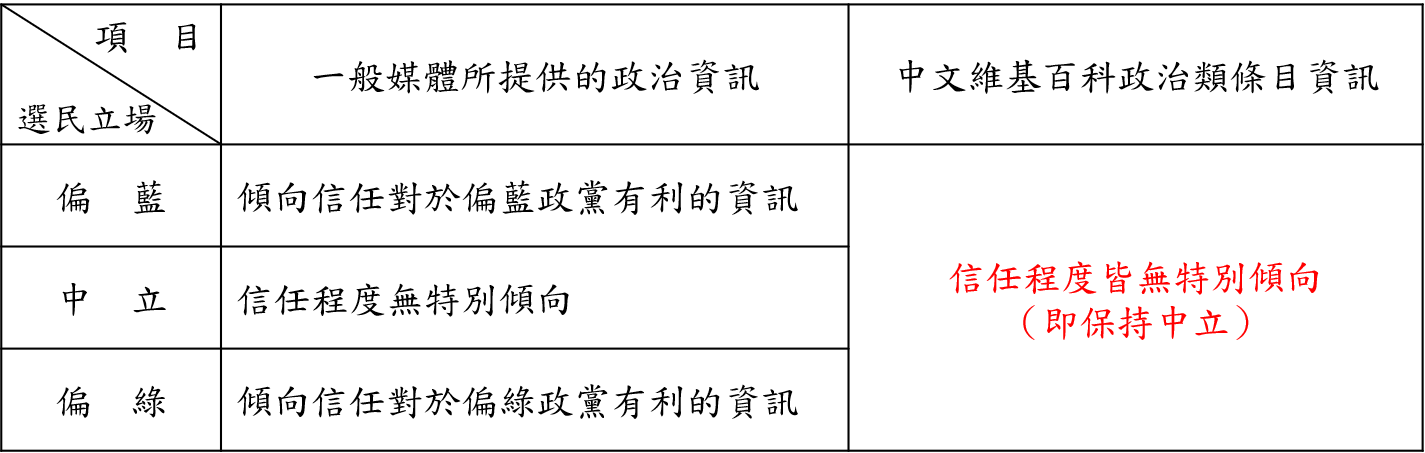 項 目
選民立場
一般媒體所提供的政治資訊
中文維基百科政治類條目資訊
偏 藍
傾向信任對於偏藍政黨有利的資訊
中 立
信任程度無特別傾向
偏 綠
傾向信任對於偏綠政黨有利的資訊
信任程度皆無特別傾向
（即保持中立）